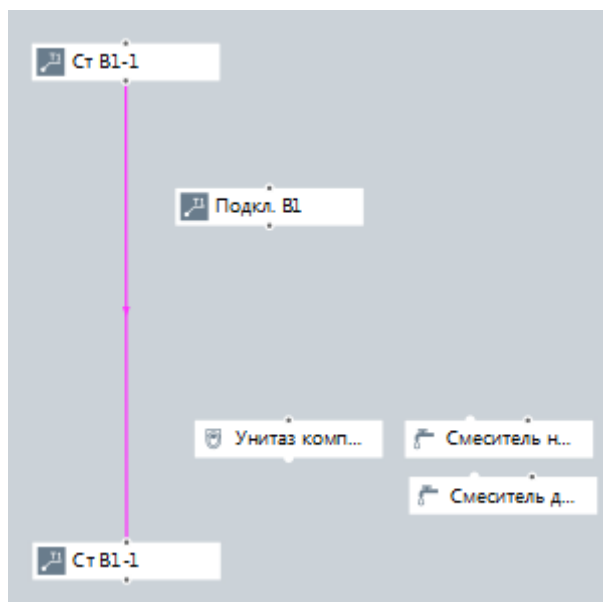 Ст В1-1
Подкл. В1
Унитаз комп...
Смеситель н...
Смеситель д...
Ст В1-1